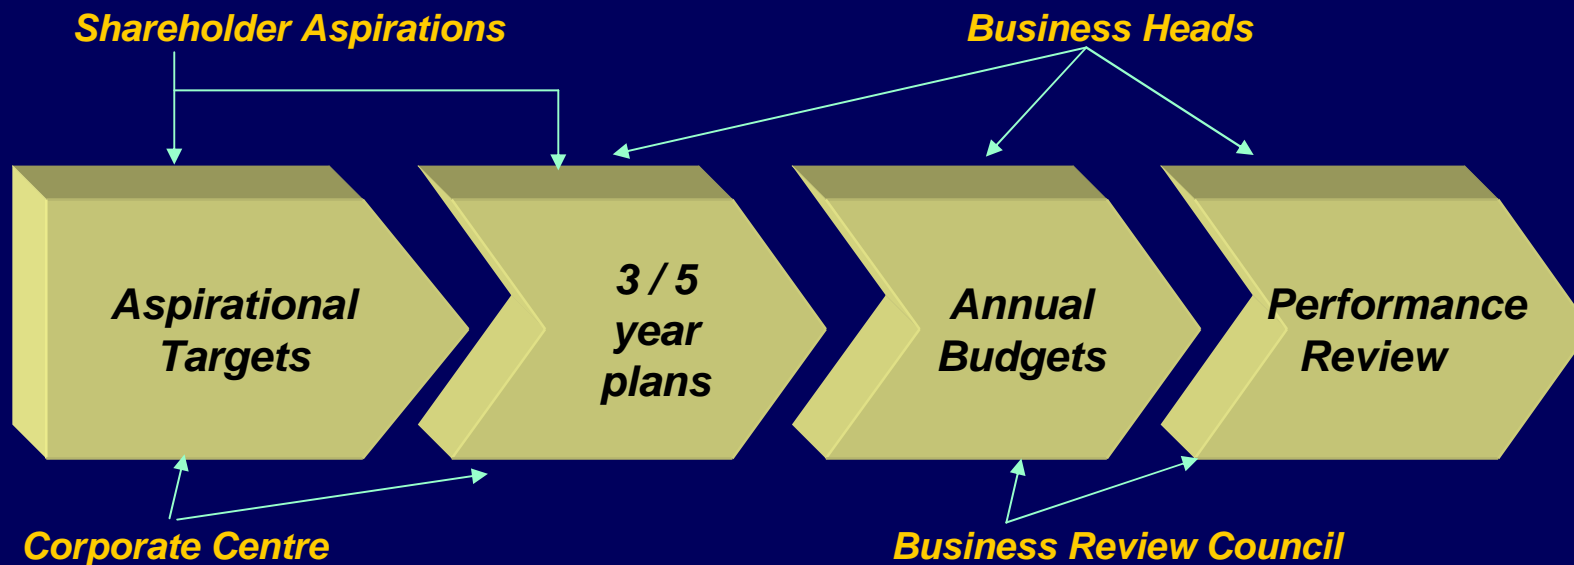 Shareholder Aspirations
Business Heads
Aspirational
Targets
3 / 5
year
plans
Annual
Budgets
Performance
Review
Corporate Centre
Business Review Council